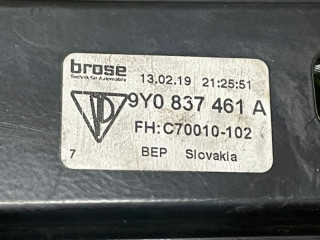 brose
Technik für Automobile
13.02.19 21:25:51
9Y0 837 461 A
FH: C70010-102
7 BEP Slovakia